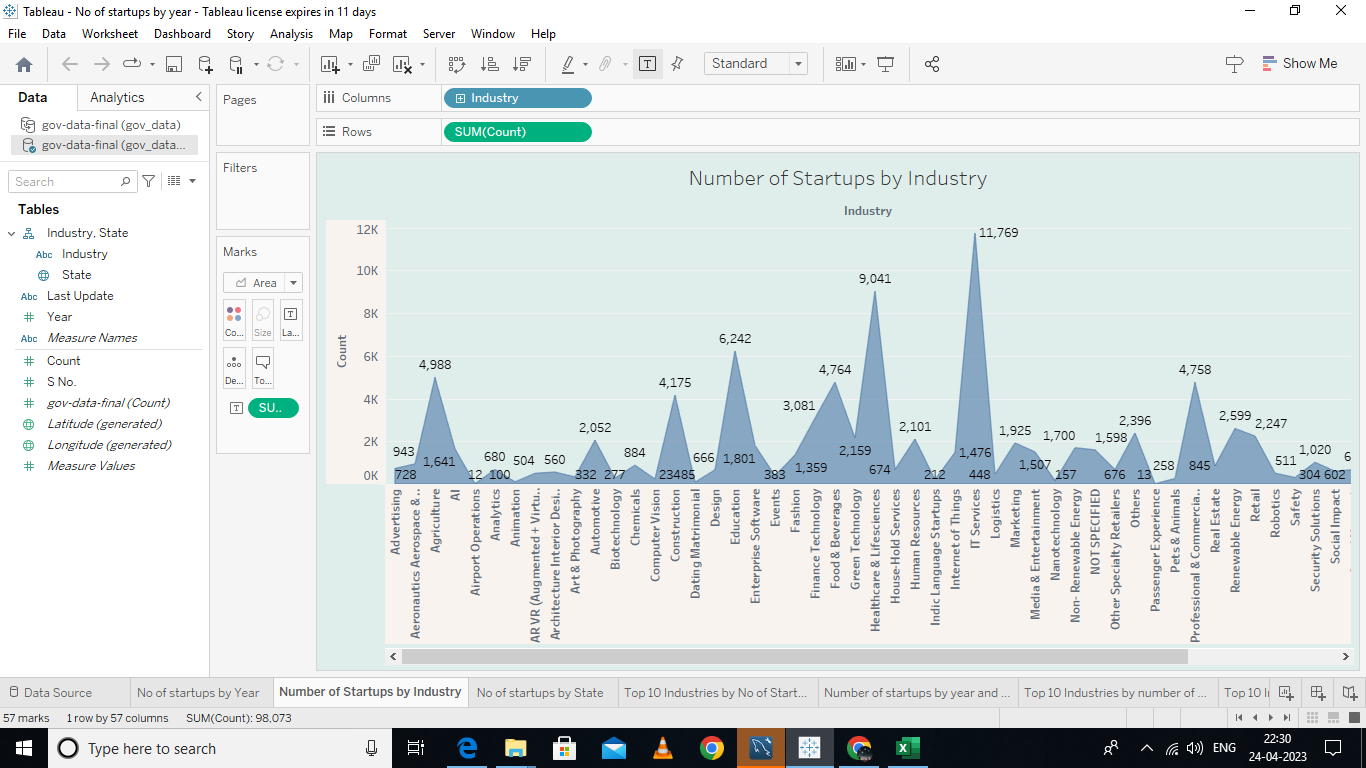 Tableau - No of startups by year - Tableau license expires in 11 days
File Data Worksheet Dashboard Story Analysis Map Format Server Window Help
Standard
Show Me
Data Analytics
gov-data-final (gov_data)
gov-data-final (gov_data...
Search
Tables
Industry, State
Abc Industry
State
Abc Last Update
Year
Abc Measure Names
Count
S No.
gov-data-final (Count)
Latitude (generated)
Longitude (generated)
Measure Values
Pages
Filters
Marks
Area
Co... Size La...
De... To...
SU..
Columns
Industry
Rows
SUM(Count)
Number of Startups by Industry
Industry
Count
12K
10K
8K
6K
4K
2K
0K
11,769
9,041
6,242
4,988
4,764
4,758
4,175
3,081
2,599
2,396
2,247
2,052
2,159
2,101
1,925
1,700
1,598
943
1,641
680
504
560
884
666
1,801
1,359
674
1,476
1,507
845
258
511
1,020
6
728
12
100
332
277
23485
383
212
448
157
676
13
304
602
Advertising
Aeronautics Aerospace & ..
Agriculture
AI
Airport Operations
Analytics
Animation
AR VR (Augmented + Virtu..
Architecture Interior Desi..
Art & Photography
Automotive
Biotechnology
Chemicals
Computer Vision
Construction
Dating Matrimonial
Design
Education
Enterprise Software
Events
Fashion
Finance Technology
Food & Beverages
Green Technology
Healthcare & Lifesciences
House-Hold Services
Human Resources
Indic Language Startups
Internet of Things
IT Services
Logistics
Marketing
Media & Entertainment
Nanotechnology
Non- Renewable Energy
NOT SPECIFIED
Other Specialty Retailers
Others
Passenger Experience
Pets & Animals
Professional & Commercia..
Real Estate
Renewable Energy
Retail
Robotics
Safety
Security Solutions
Social Impact
Data Source No of startups by Year Number of Startups by Industry No of startups by State Top 10 Industries by No of Start... Number of startups by year and ... Top 10 Industries by number of ... Top 10 I
57 marks 1 row by 57 columns SUM(Count): 98,073
Type here to search
ENG
22:30
24-04-2023